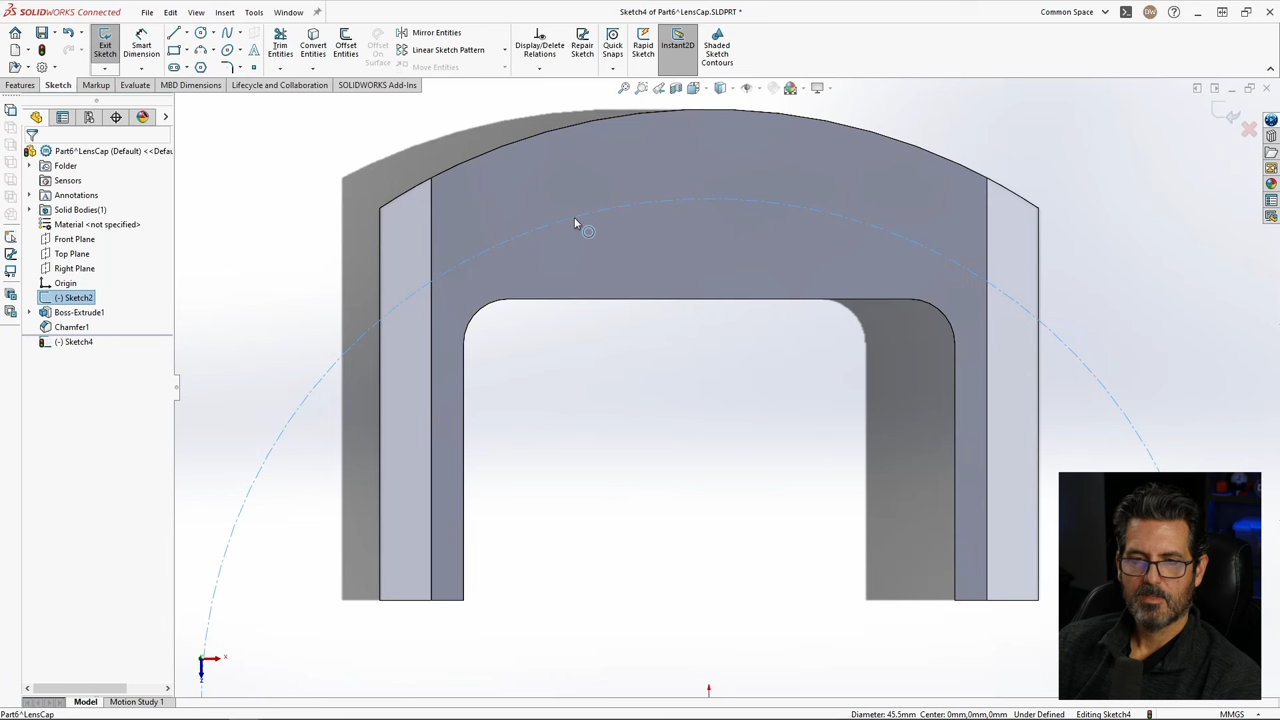 SOLIDWORKS Connected File Edit View Insert Tools Window Sketch4 of Part6^LensCap.SLDPRT * Common Space DW
Exit Sketch Smart Dimension Trim Entities Convert Entities Offset Entities Offset On Surface Mirror Entities Linear Sketch Pattern Move Entities Display/Delete Relations Repair Sketch Quick Snaps Rapid Sketch Instant2D Shaded Sketch Contours
Features Sketch Markup Evaluate MBD Dimensions Lifecycle and Collaboration SOLIDWORKS Add-Ins
Part6^LensCap (Default) <<Def
Folder
Sensors
Annotations
Solid Bodies(1)
Material <not specified>
Front Plane
Top Plane
Right Plane
Origin
(-) Sketch2
Boss-Extrude1
Chamfer1
(-) Sketch4
x
z
Model Motion Study 1
Part6^LensCap Diameter: 45.5mm Center: 0mm,0mm,0mm Under Defined Editing Sketch4 MMGS